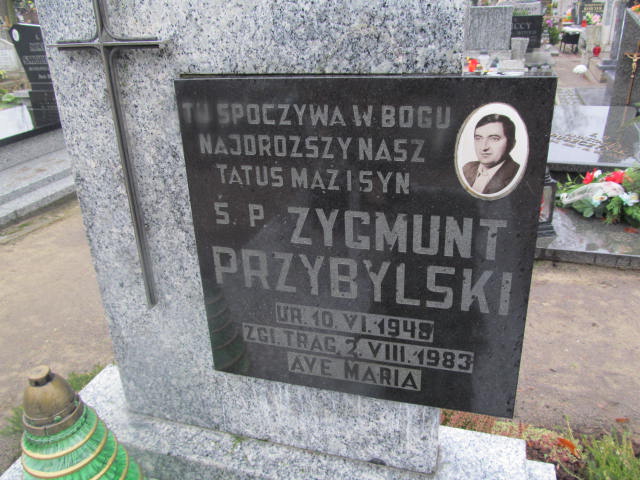 TU SPOCZYWA W BOGU
NAJDROZSZY NASZ
TATUŚ MĄŻ I SYN
Ś. P. ZYGMUNT
PRZYBYLSKI
UR. 10. VI. 1948
ZGI. TRAG. 2. VIII. 1983
AVE MARIA